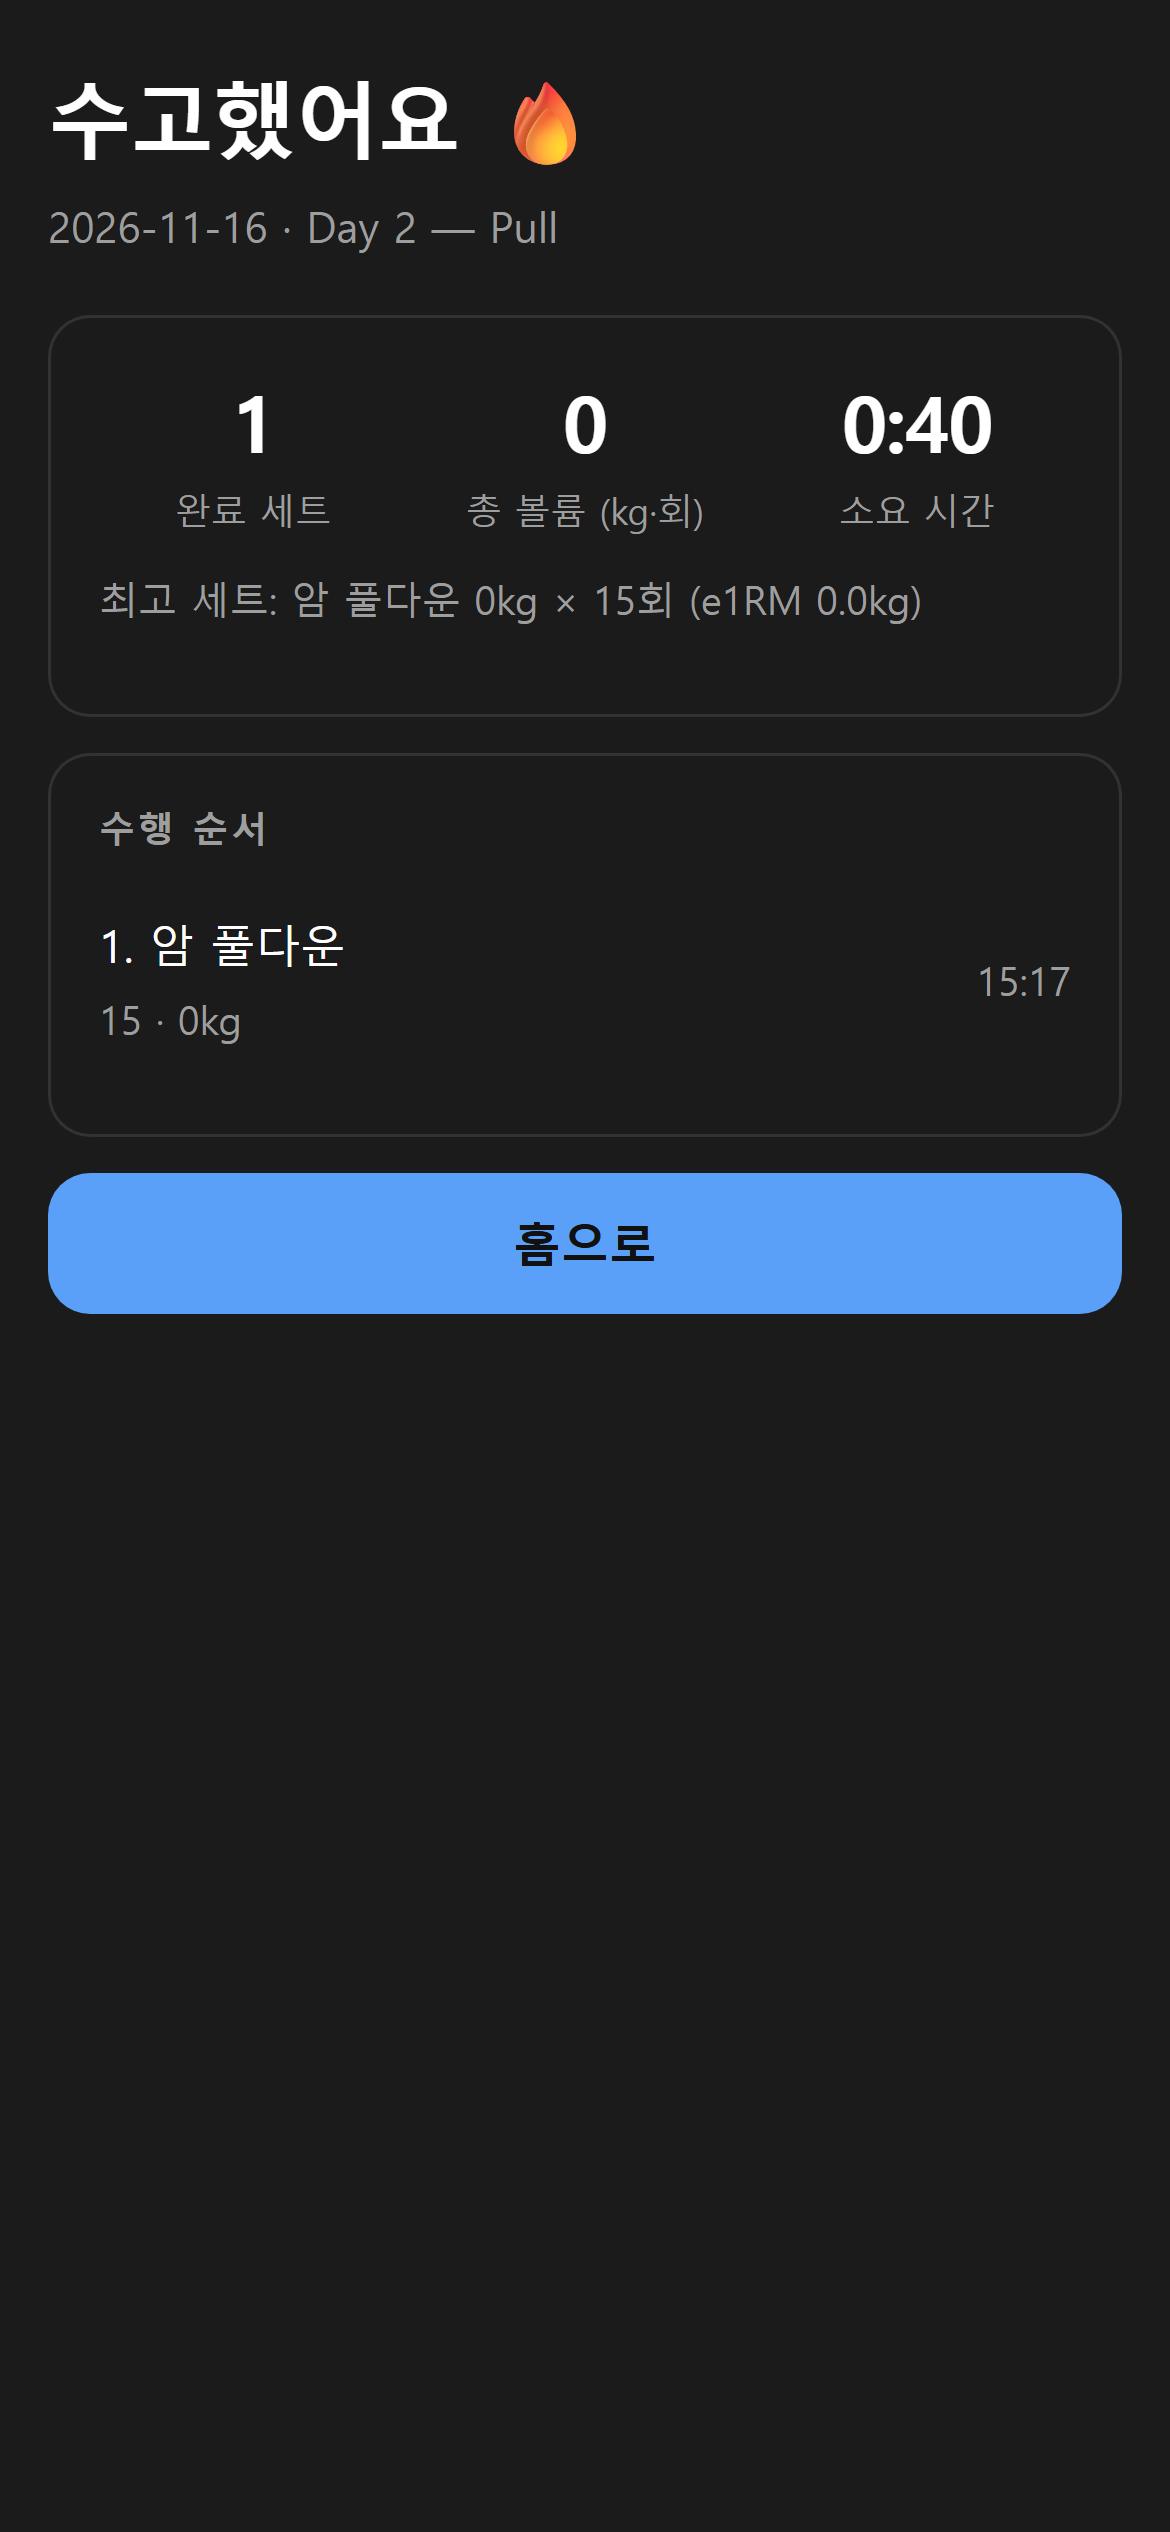 수고했어요 🔥
2026-11-16 · Day 2 — Pull
1
완료 세트
0
총 볼륨 (kg·회)
0:40
소요 시간
최고 세트: 암 풀다운 0kg × 15회 (e1RM 0.0kg)
수행 순서
1. 암 풀다운
15 · 0kg
15:17
홈으로